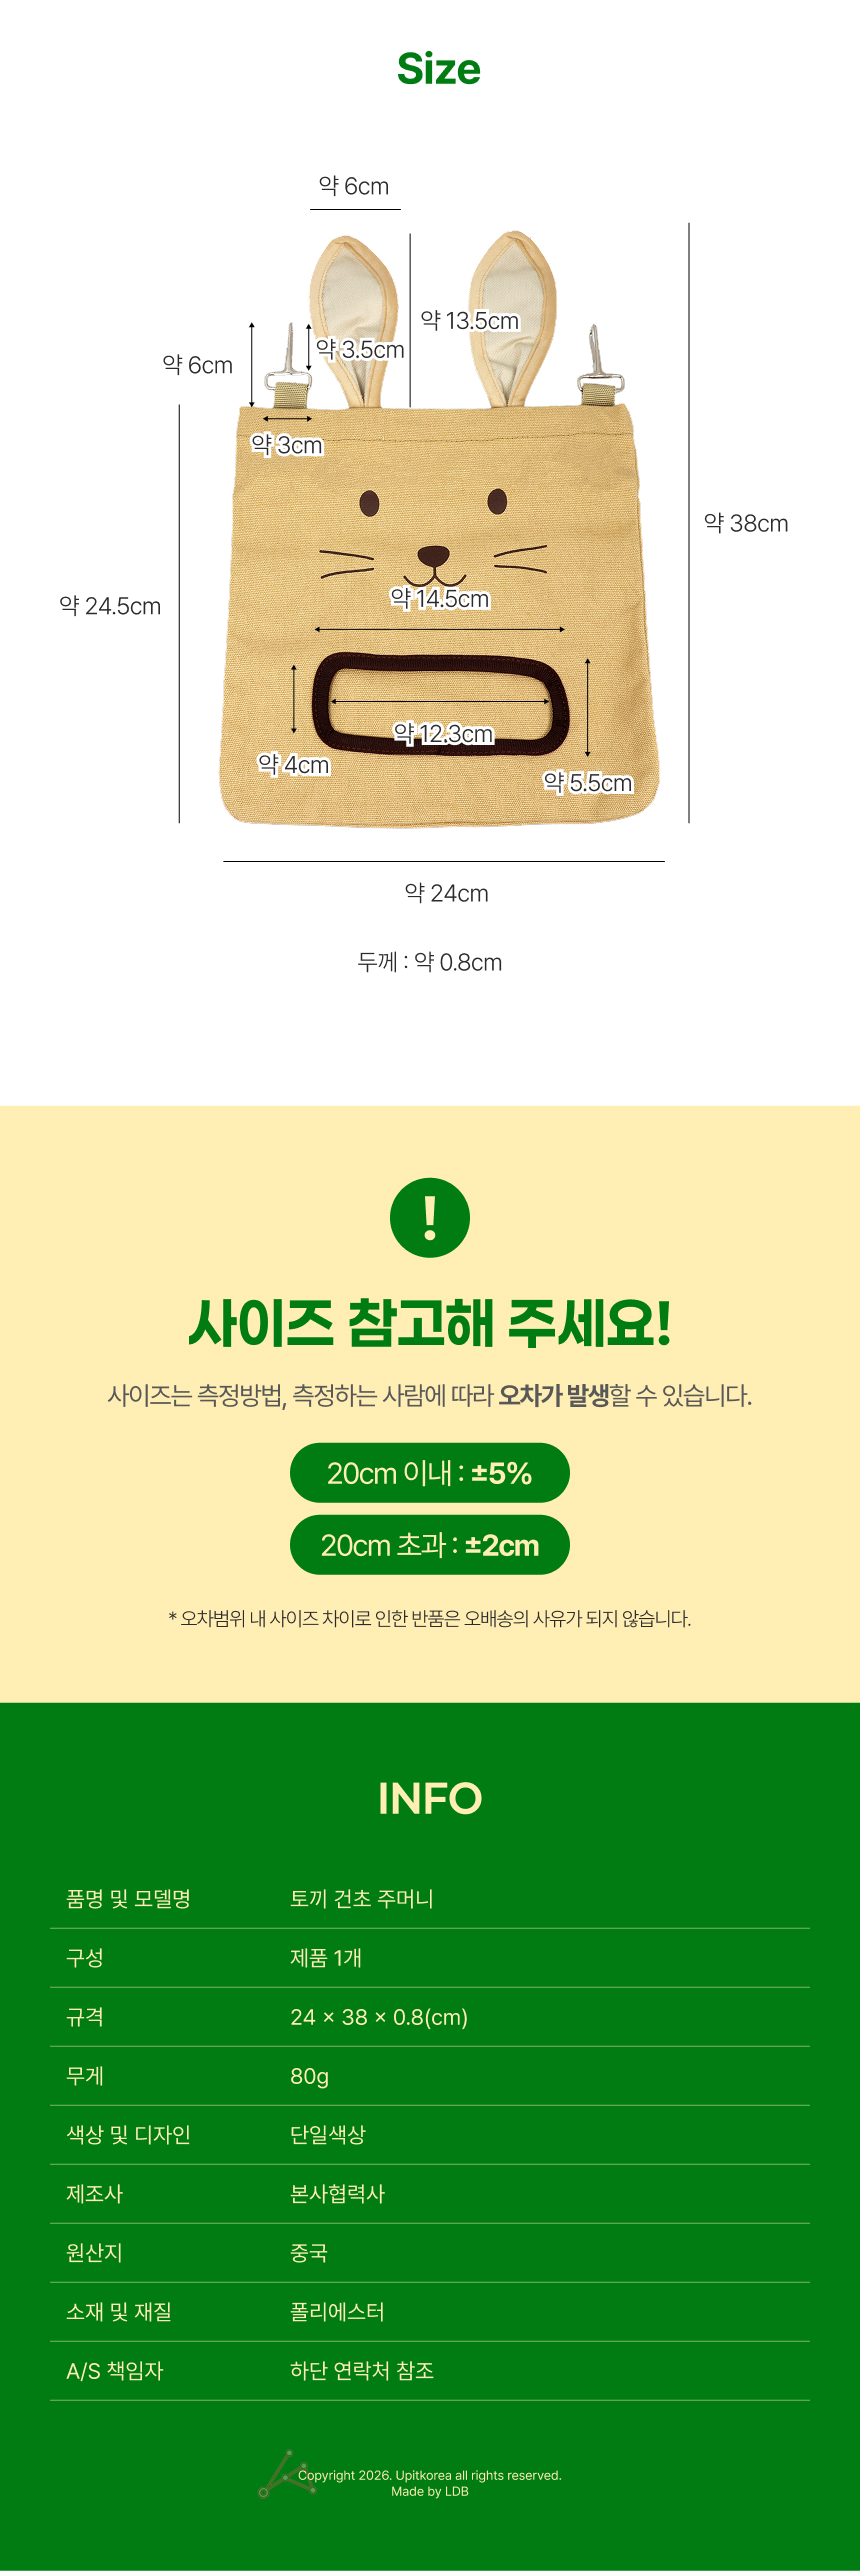 Size
약 6cm
약 13.5cm
약 3.5cm
약 6cm
약 3cm
약 38cm
약 24.5cm
약 14.5cm
약 12.3cm
약 4cm
약 5.5cm
약 24cm
두께 : 약 0.8cm
!
사이즈 참고해 주세요!
사이즈는 측정방법, 측정하는 사람에 따라 오차가 발생할 수 있습니다.
20cm 이내 : ±5%
20cm 초과 : ±2cm
* 오차범위 내 사이즈 차이로 인한 반품은 오배송의 사유가 되지 않습니다.
INFO
품명 및 모델명 토끼 건초 주머니
구성 제품 1개
규격 24 × 38 × 0.8(cm)
무게 80g
색상 및 디자인 단일색상
제조사 본사협력사
원산지 중국
소재 및 재질 폴리에스터
A/S 책임자 하단 연락처 참조
Copyright 2026. Upitkorea all rights reserved.
Made by LDB